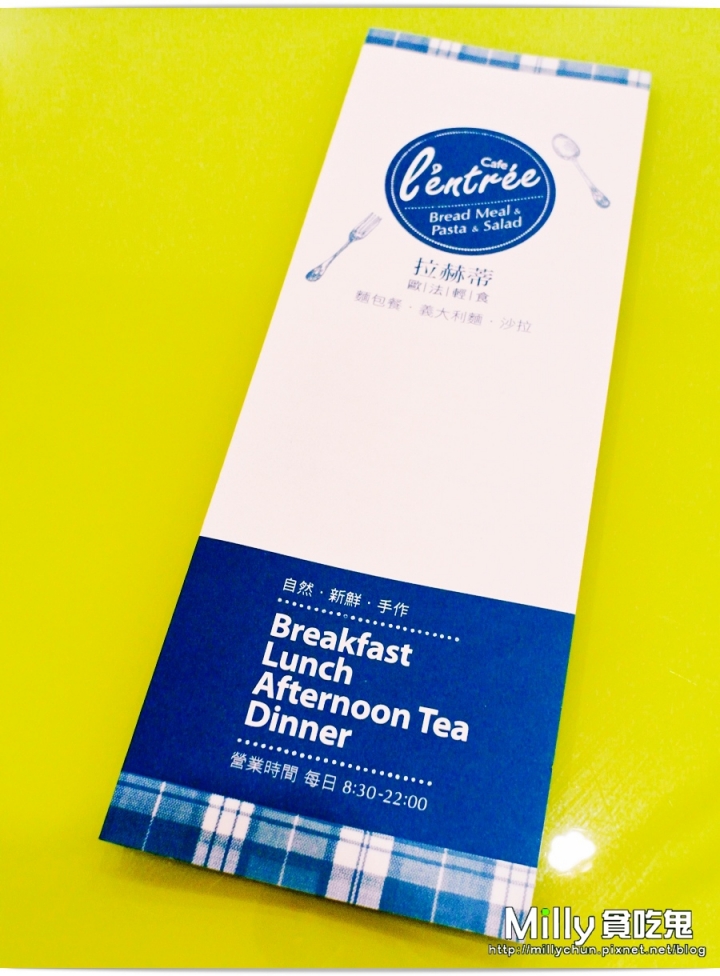 Cafe
l'entrée
Bread Meal &
Pasta & Salad
拉赫蒂
歐|法|輕|食
麵包餐・義大利麵・沙拉
自然・新鮮・手作
Breakfast
Lunch
Afternoon Tea
Dinner
營業時間 每日 8:30-22:00
Milly 貪吃鬼
http://millychun.pixnet.net/blog